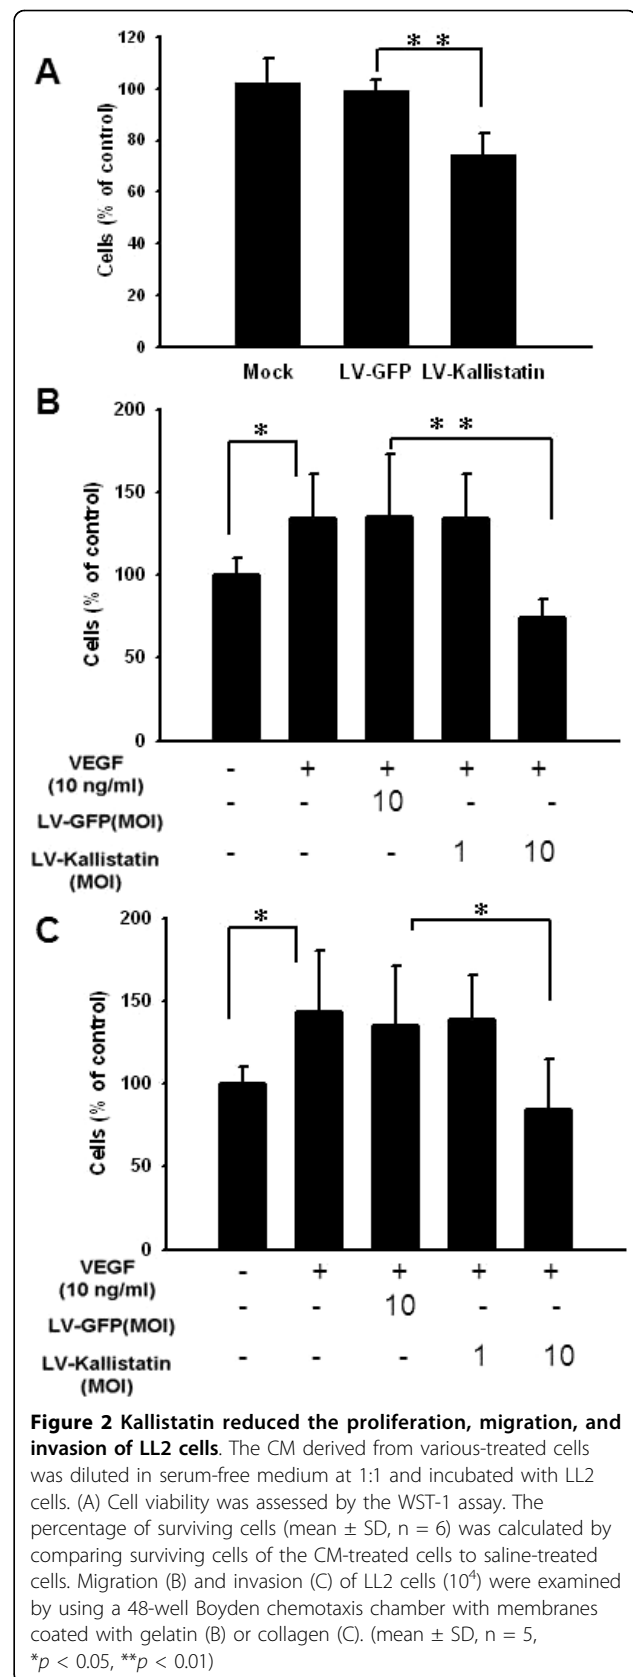 A
120
* *
100
80
60
40
20
0
Cells (% of control)
Mock LV-GFP LV-Kallistatin
B
200
* * *
150
100
50
0
Cells (% of control)
VEGF - + + + +
(10 ng/ml)
LV-GFP(MOI) - - 10 - -
LV-Kallistatin - - - 1 10
(MOI)
C
200
* *
150
100
50
0
Cells (% of control)
VEGF - + + + +
(10 ng/ml)
LV-GFP(MOI) - - 10 - -
LV-Kallistatin - - - 1 10
(MOI)
Figure 2 Kallistatin reduced the proliferation, migration, and
invasion of LL2 cells. The CM derived from various-treated cells
was diluted in serum-free medium at 1:1 and incubated with LL2
cells. (A) Cell viability was assessed by the WST-1 assay. The
percentage of surviving cells (mean ± SD, n = 6) was calculated by
comparing surviving cells of the CM-treated cells to saline-treated
cells. Migration (B) and invasion (C) of LL2 cells (10⁴) were examined
by using a 48-well Boyden chemotaxis chamber with membranes
coated with gelatin (B) or collagen (C). (mean ± SD, n = 5,
*p < 0.05, **p < 0.01)